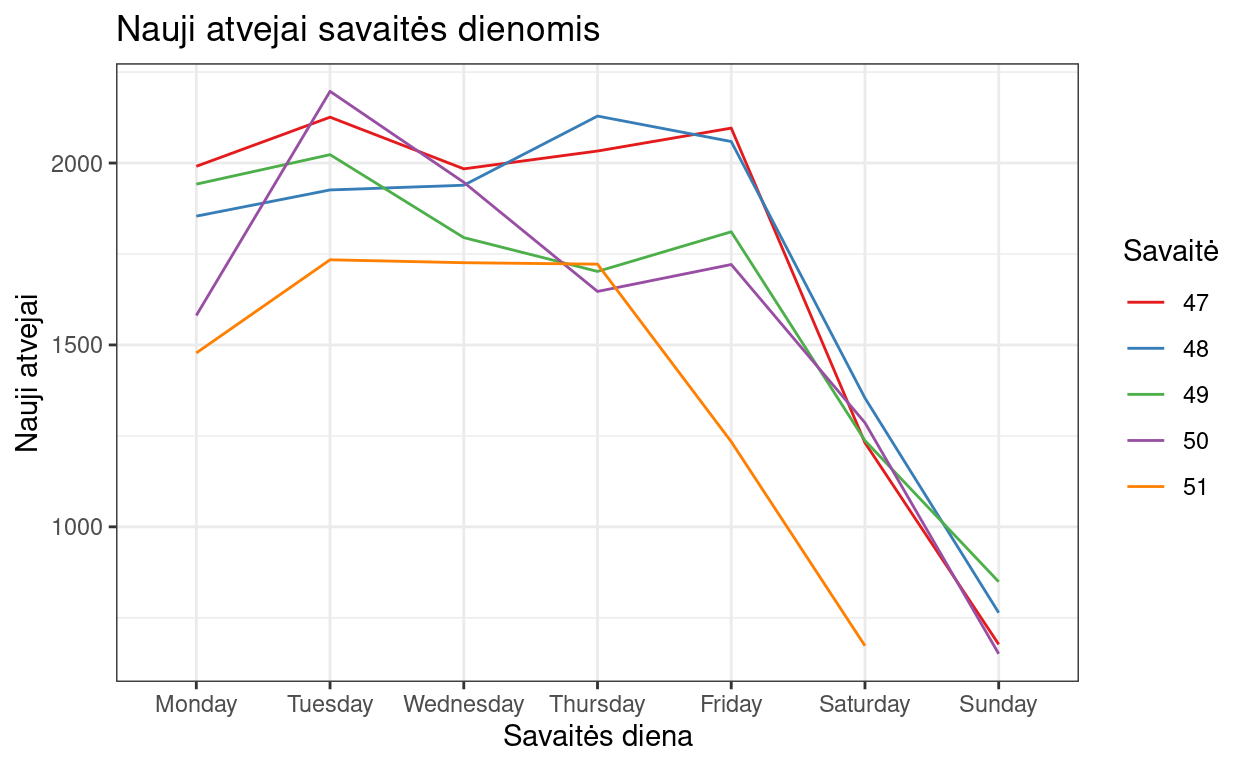 Nauji atvejai savaitės dienomis
Nauji atvejai
2000
1500
1000
Monday Tuesday Wednesday Thursday Friday Saturday Sunday
Savaitės diena
Savaitė
47
48
49
50
51